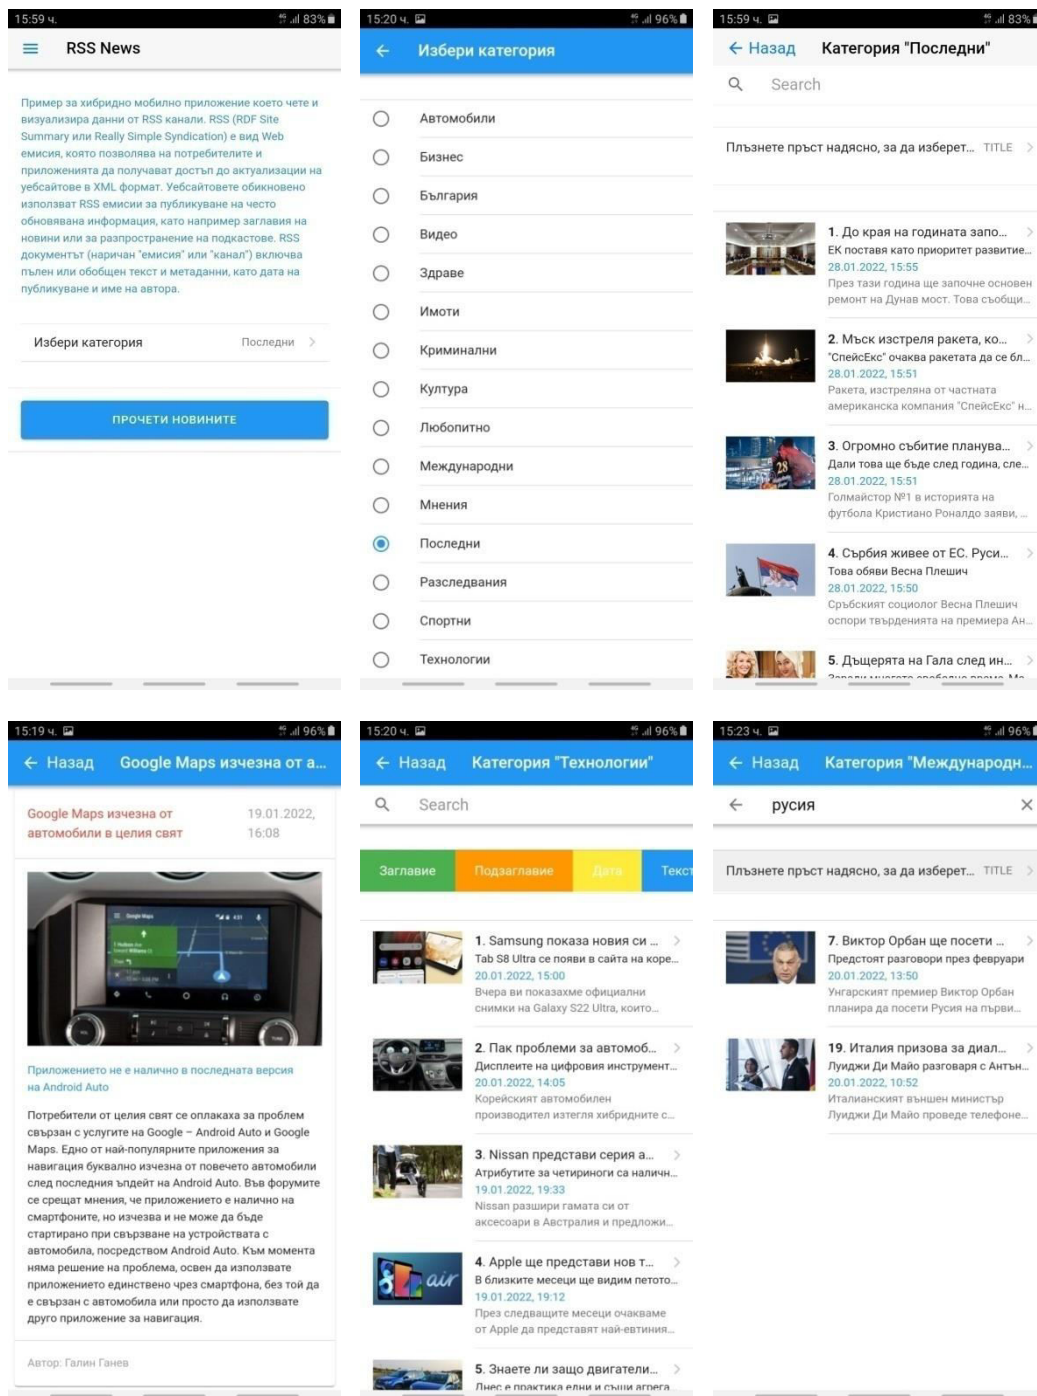 15:59 ч.
83%
RSS News
Пример за хибридно мобилно приложение което чете и
визуализира данни от RSS канали. RSS (RDF Site
Summary или Really Simple Syndication) е вид Web
емисия, която позволява на потребителите и
приложенията да получават достъп до актуализации на
уебсайтове в XML формат. Уебсайтовете обикновено
използват RSS емисии за публикуване на често
обновявана информация, като например заглавия на
новини или за разпространение на подкастове. RSS
документът (наричан "емисия" или "канал") включва
пълен или обобщен текст и метаданни, като дата на
публикуване и име на автора.
Избери категория Последни
ПРОЧЕТИ НОВИНИТЕ
15:20 ч.
96%
Избери категория
Автомобили
Бизнес
България
Видео
Здраве
Имоти
Криминални
Култура
Любопитно
Международни
Мнения
Последни
Разследвания
Спортни
Технологии
15:59 ч.
83%
Назад Категория "Последни"
Search
Плъзнете пръст надясно, за да изберет... TITLE
1. До края на годината запо...
ЕК поставя като приоритет развитие...
28.01.2022, 15:55
През тази година ще започне основен
ремонт на Дунав мост. Това съобщи...
2. Мъск изстреля ракета, ко...
"СпейсЕкс" очаква ракетата да се бл...
28.01.2022, 15:51
Ракета, изстреляна от частната
американска компания "СпейсЕкс" н...
3. Огромно събитие планува...
Дали това ще бъде след година, сле...
28.01.2022, 15:51
Голмайстор №1 в историята на
футбола Кристиано Роналдо заяви, ...
28
4. Сърбия живее от ЕС. Руси...
Това обяви Весна Плешич
28.01.2022, 15:50
Сръбският социолог Весна Плешич
оспори твърденията на премиера Ан...
5. Дъщерята на Гала след ин...
15:19 ч.
96%
Назад Google Maps изчезна от а...
Google Maps изчезна от 19.01.2022,
автомобили в целия свят 16:08
Приложението не е налично в последната версия
на Android Auto
Потребители от целия свят се оплакаха за проблем
свързан с услугите на Google – Android Auto и Google
Maps. Едно от най-популярните приложения за
навигация буквално изчезна от повечето автомобили
след последния ъпдейт на Android Auto. Във форумите
се срещат мнения, че приложението е налично на
смартфоните, но изчезва и не може да бъде
стартирано при свързване на устройствата с
автомобила, посредством Android Auto. Към момента
няма решение на проблема, освен да използвате
приложението единствено чрез смартфона, без той да
е свързан с автомобила или просто да използвате
друго приложение за навигация.
Автор: Галин Ганев
15:20 ч.
96%
Назад Категория "Технологии"
Search
Заглавие Подзаглавие Дата Текст
1. Samsung показа новия си ...
Tab S8 Ultra се появи в сайта на коре...
20.01.2022, 15:00
Вчера ви показахме официални
снимки на Galaxy S22 Ultra, които...
2. Пак проблеми за автомоб...
Дисплеите на цифровия инструмент...
20.01.2022, 14:05
Корейският автомобилен
производител изтегля хибридните с...
3. Nissan представи серия а...
Атрибутите за четириноги са наличн...
19.01.2022, 19:33
Nissan разшири гамата си от
аксесоари в Австралия и предложи...
4. Apple ще представи нов т...
В близките месеци ще видим петото...
19.01.2022, 19:12
През следващите месеци очакваме
от Apple да представят най-евтиния...
air
5. Знаете ли защо двигатели...
Днес е практика едни и същи агрега
15:23 ч.
96%
Назад Категория "Международн...
русия
Плъзнете пръст надясно, за да изберет... TITLE
7. Виктор Орбан ще посети ...
Предстоят разговори през февруари
20.01.2022, 13:50
Унгарският премиер Виктор Орбан
планира да посети Русия на първи...
19. Италия призова за диал...
Луиджи Ди Майо разговаря с Антън...
20.01.2022, 10:52
Италианският външен министър
Луиджи Ди Майо проведе телефоне...